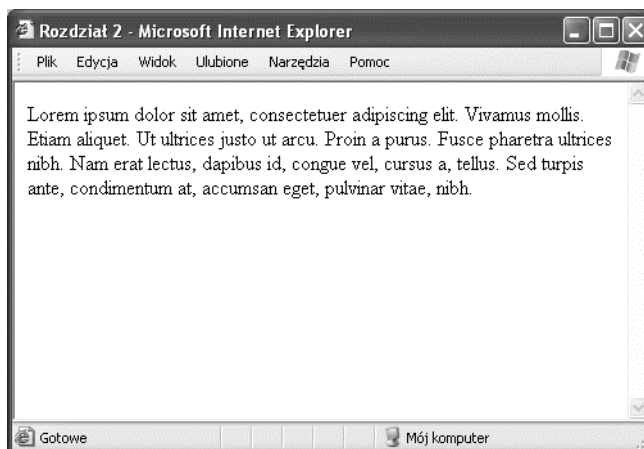 Rozdział 2 - Microsoft Internet Explorer
Plik Edycja Widok Ulubione Narzędzia Pomoc
Lorem ipsum dolor sit amet, consectetuer adipiscing elit. Vivamus mollis.
Etiam aliquet. Ut ultrices justo ut arcu. Proin a purus. Fusce pharetra ultrices
nibh. Nam erat lectus, dapibus id, congue vel, cursus a, tellus. Sed turpis
ante, condimentum at, accumsan eget, pulvinar vitae, nibh.
Gotowe Mój komputer